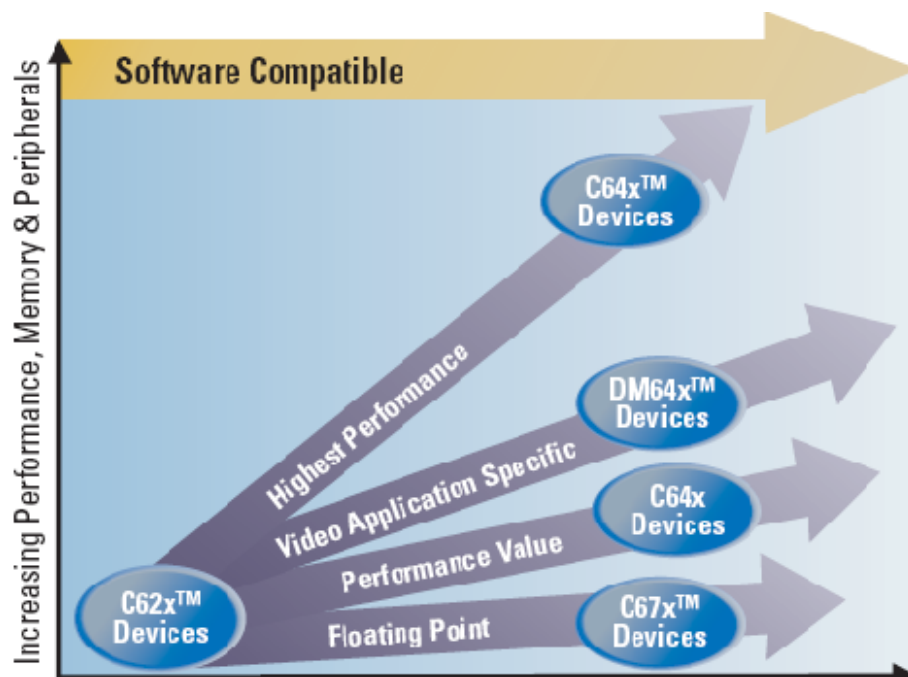 Software Compatible
Increasing Performance, Memory & Peripherals
C64x™
Devices
Highest Performance
DM64x™
Devices
Video Application Specific
C64x
Devices
Performance Value
C62x™
Devices
C67x™
Devices
Floating Point